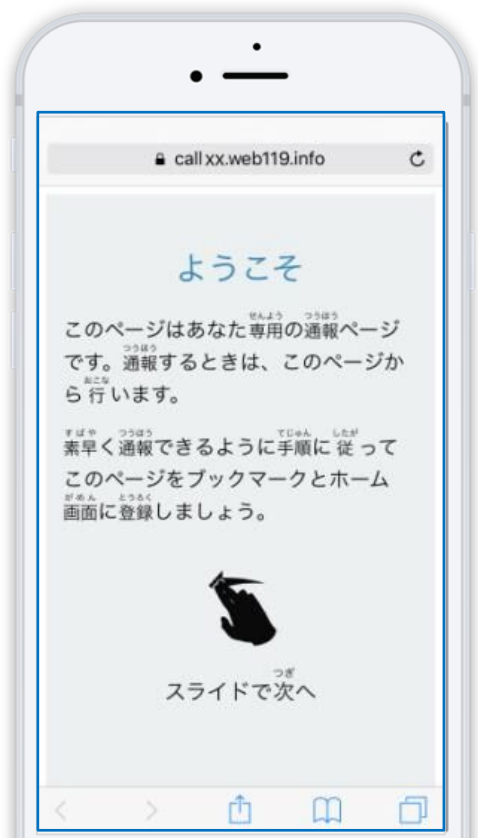 callxx.web119.info
ようこそ
このページはあなた専用の通報ページ
です。通報するときは、このページか
ら行います。
素早く通報できるように手順に従って
このページをブックマークとホーム
画面に登録しましょう。
スライドで次へ